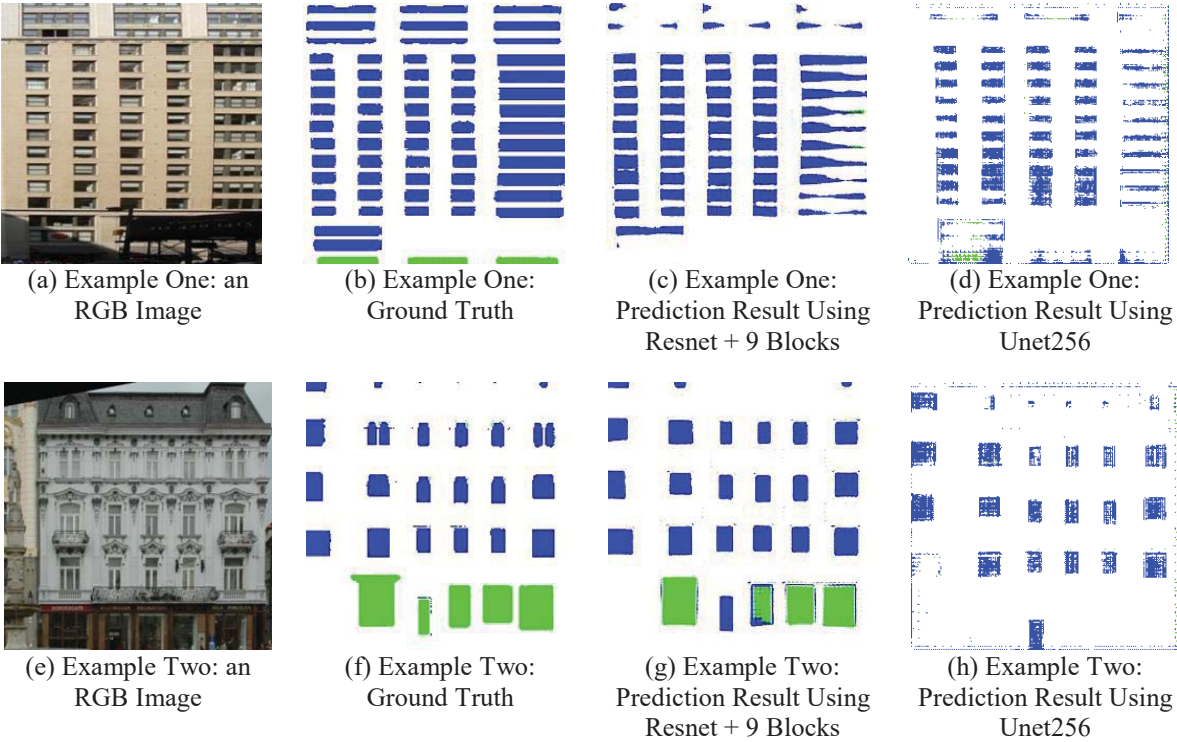 (a) Example One: an
RGB Image
(b) Example One:
Ground Truth
(c) Example One:
Prediction Result Using
Resnet + 9 Blocks
(d) Example One:
Prediction Result Using
Unet256
(e) Example Two: an
RGB Image
(f) Example Two:
Ground Truth
(g) Example Two:
Prediction Result Using
Resnet + 9 Blocks
(h) Example Two:
Prediction Result Using
Unet256